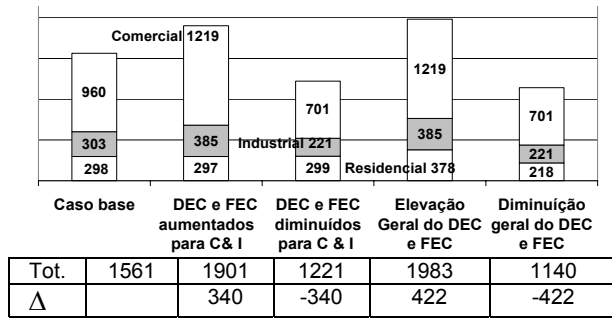 Comercial 1219
1219
960
701
701
303
385
Industrial 221
385
221
298
297
299
Residencial 378
218
Caso base
DEC e FEC aumentados para C& I
DEC e FEC diminuídos para C & I
Elevação Geral do DEC e FEC
Diminuíção geral do DEC e FEC
Tot. 1561 1901 1221 1983 1140
Δ 340 -340 422 -422